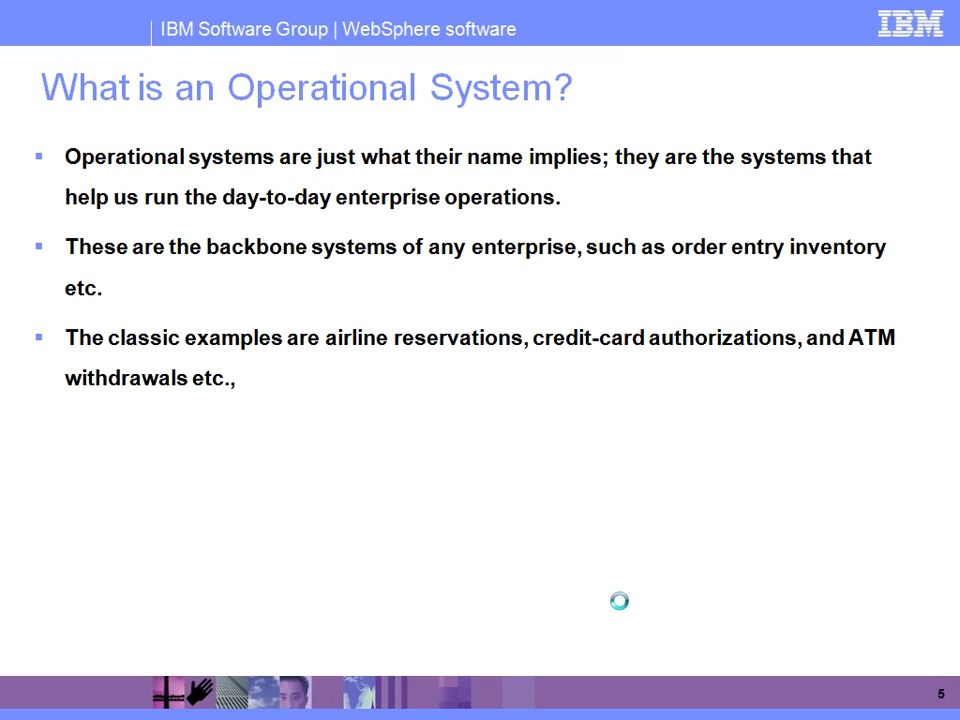 IBM Software Group | WebSphere software
IBM
What is an Operational System?
Operational systems are just what their name implies; they are the systems that
help us run the day-to-day enterprise operations.
These are the backbone systems of any enterprise, such as order entry inventory
etc.
The classic examples are airline reservations, credit-card authorizations, and ATM
withdrawals etc.,
5